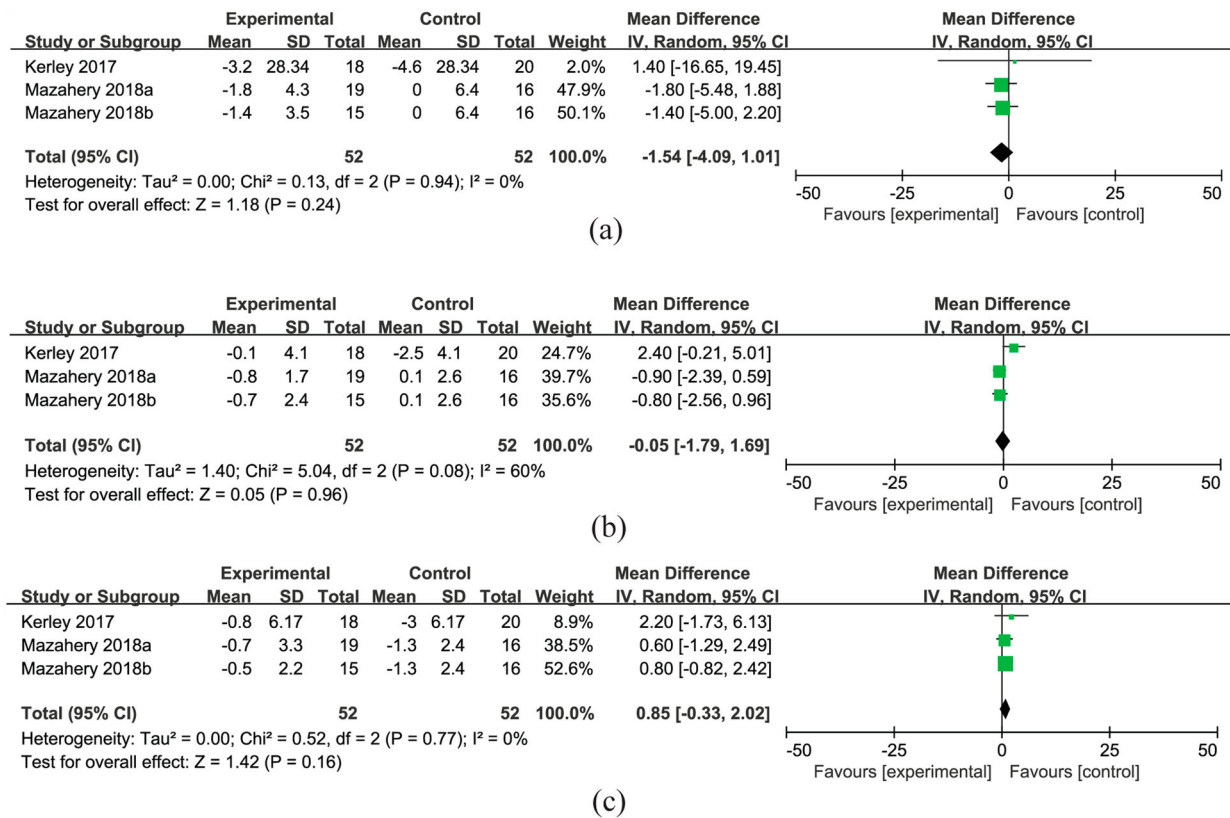 Experimental Control Mean Difference Mean Difference
Study or Subgroup Mean SD Total Mean SD Total Weight IV, Random, 95% CI IV, Random, 95% CI
Kerley 2017 -3.2 28.34 18 -4.6 28.34 20 2.0% 1.40 [-16.65, 19.45]
Mazahery 2018a -1.8 4.3 19 0 6.4 16 47.9% -1.80 [-5.48, 1.88]
Mazahery 2018b -1.4 3.5 15 0 6.4 16 50.1% -1.40 [-5.00, 2.20]
Total (95% CI) 52 52 100.0% -1.54 [-4.09, 1.01]
Heterogeneity: Tau² = 0.00; Chi² = 0.13, df = 2 (P = 0.94); I² = 0%
Test for overall effect: Z = 1.18 (P = 0.24)
-50 -25 0 25 50
Favours [experimental] Favours [control]
(a)
Experimental Control Mean Difference Mean Difference
Study or Subgroup Mean SD Total Mean SD Total Weight IV, Random, 95% CI IV, Random, 95% CI
Kerley 2017 -0.1 4.1 18 -2.5 4.1 20 24.7% 2.40 [-0.21, 5.01]
Mazahery 2018a -0.8 1.7 19 0.1 2.6 16 39.7% -0.90 [-2.39, 0.59]
Mazahery 2018b -0.7 2.4 15 0.1 2.6 16 35.6% -0.80 [-2.56, 0.96]
Total (95% CI) 52 52 100.0% -0.05 [-1.79, 1.69]
Heterogeneity: Tau² = 1.40; Chi² = 5.04, df = 2 (P = 0.08); I² = 60%
Test for overall effect: Z = 0.05 (P = 0.96)
-50 -25 0 25 50
Favours [experimental] Favours [control]
(b)
Experimental Control Mean Difference Mean Difference
Study or Subgroup Mean SD Total Mean SD Total Weight IV, Random, 95% CI IV, Random, 95% CI
Kerley 2017 -0.8 6.17 18 -3 6.17 20 8.9% 2.20 [-1.73, 6.13]
Mazahery 2018a -0.7 3.3 19 -1.3 2.4 16 38.5% 0.60 [-1.29, 2.49]
Mazahery 2018b -0.5 2.2 15 -1.3 2.4 16 52.6% 0.80 [-0.82, 2.42]
Total (95% CI) 52 52 100.0% 0.85 [-0.33, 2.02]
Heterogeneity: Tau² = 0.00; Chi² = 0.52, df = 2 (P = 0.77); I² = 0%
Test for overall effect: Z = 1.42 (P = 0.16)
-50 -25 0 25 50
Favours [experimental] Favours [control]
(c)